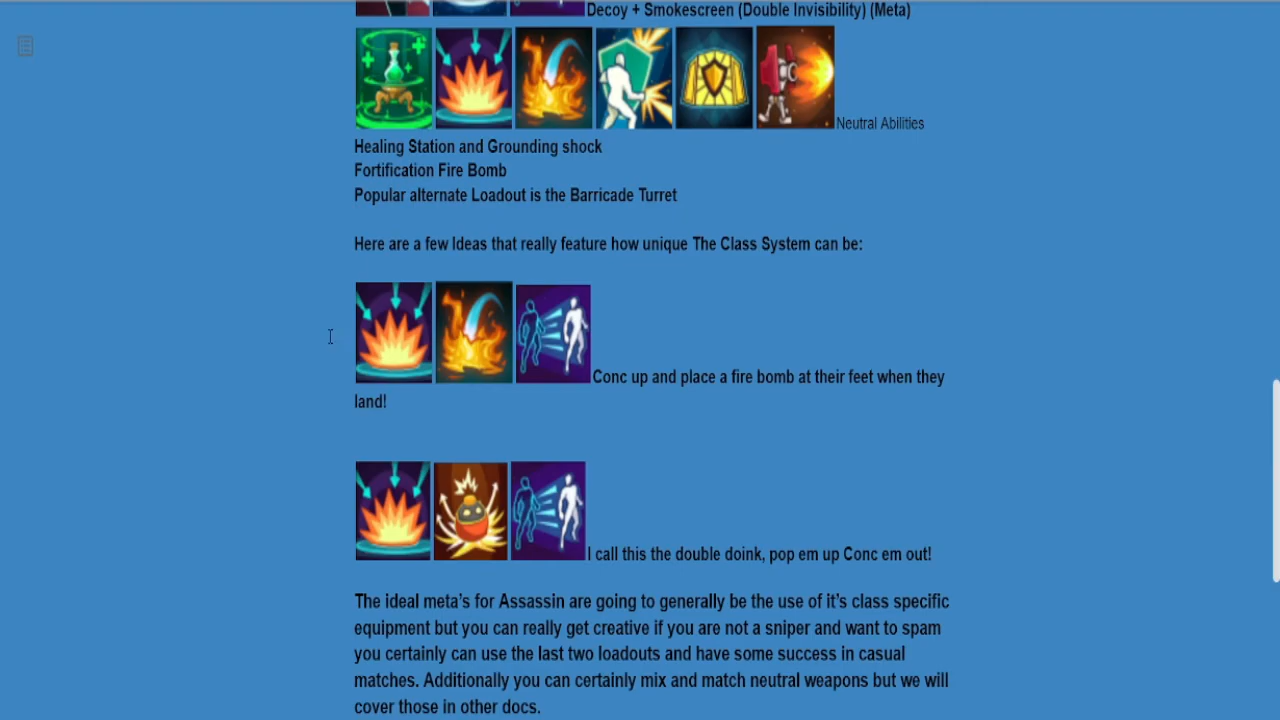 Decoy + Smokescreen (Double Invisibility) (Meta)
Neutral Abilities
Healing Station and Grounding shock
Fortification Fire Bomb
Popular alternate Loadout is the Barricade Turret
Here are a few Ideas that really feature how unique The Class System can be:
Conc up and place a fire bomb at their feet when they
land!
I call this the double doink, pop em up Conc em out!
The ideal meta’s for Assassin are going to generally be the use of it’s class specific
equipment but you can really get creative if you are not a sniper and want to spam
you certainly can use the last two loadouts and have some success in casual
matches. Additionally you can certainly mix and match neutral weapons but we will
cover those in other docs.